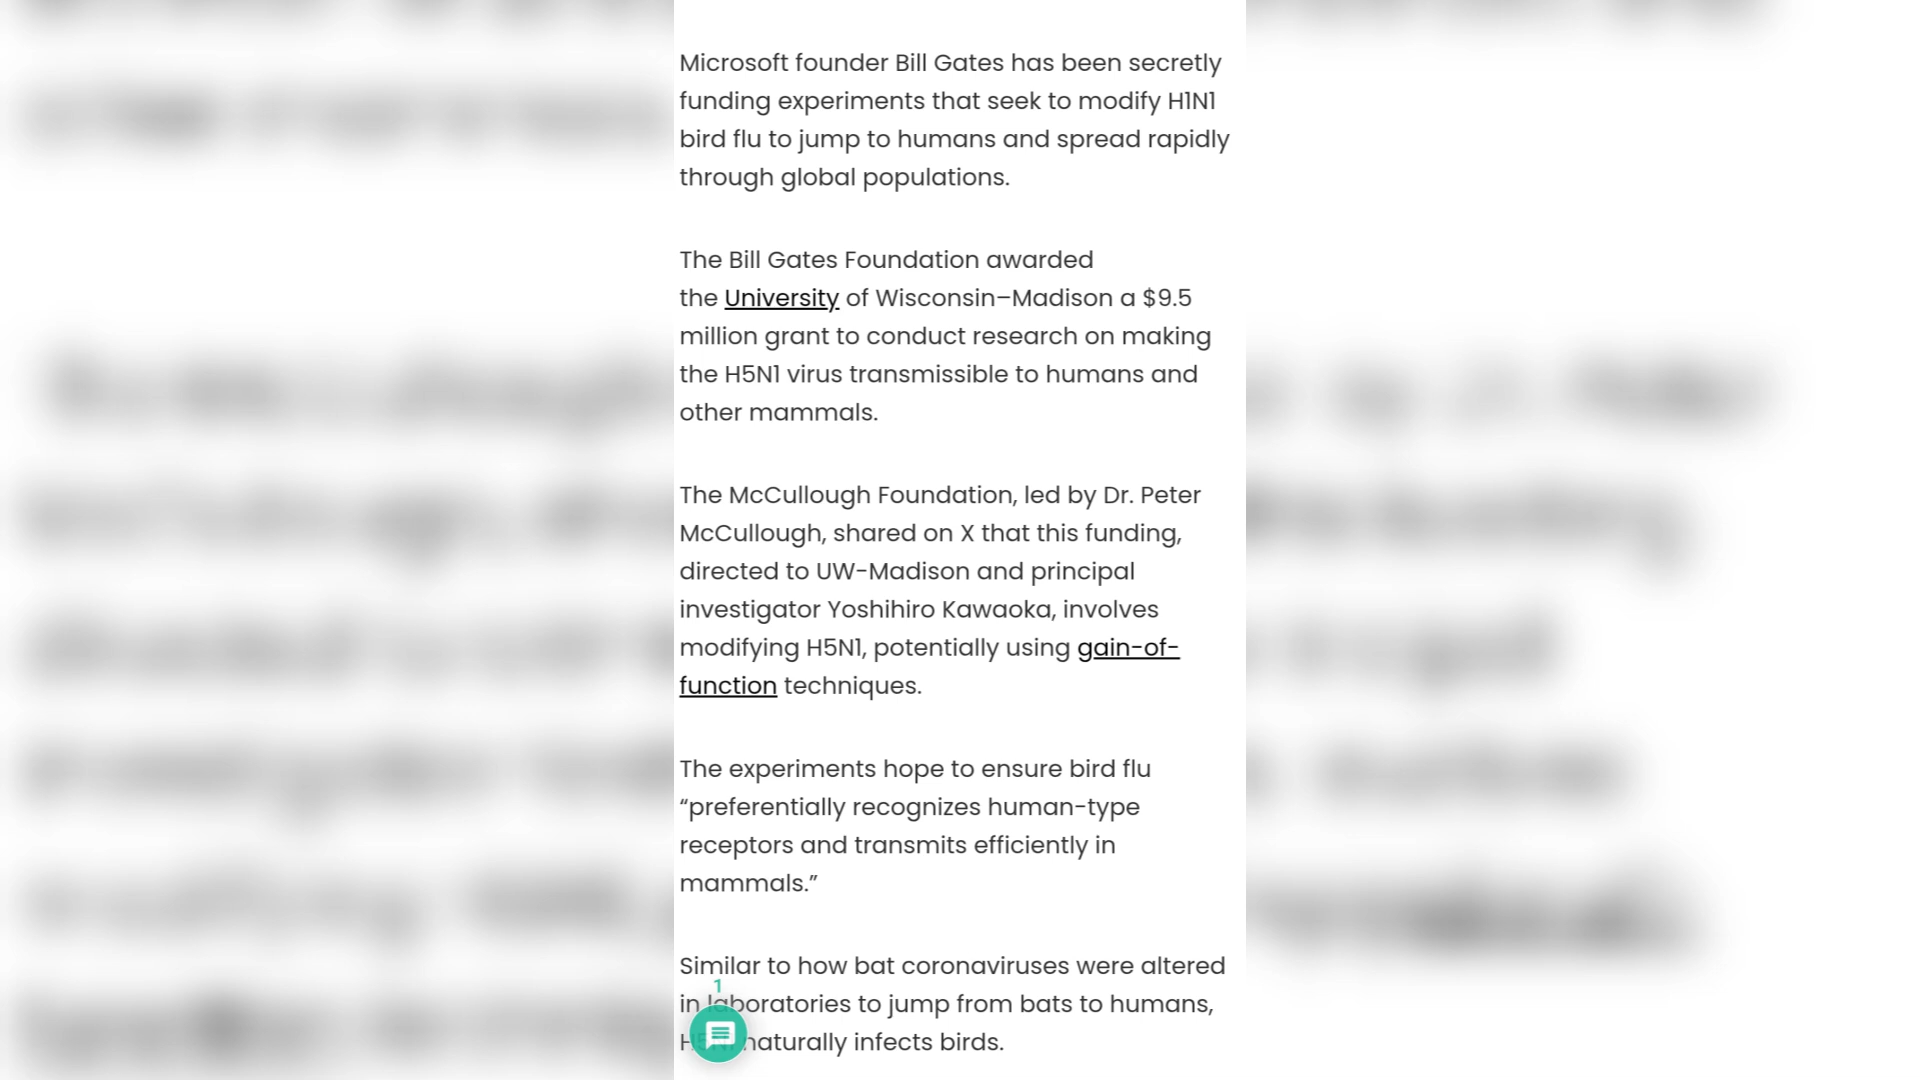 Microsoft founder Bill Gates has been secretly
funding experiments that seek to modify H1N1
bird flu to jump to humans and spread rapidly
through global populations.
The Bill Gates Foundation awarded
the University of Wisconsin–Madison a $9.5
million grant to conduct research on making
the H5N1 virus transmissible to humans and
other mammals.
The McCullough Foundation, led by Dr. Peter
McCullough, shared on X that this funding,
directed to UW-Madison and principal
investigator Yoshihiro Kawaoka, involves
modifying H5N1, potentially using gain-of-
function techniques.
The experiments hope to ensure bird flu
“preferentially recognizes human-type
receptors and transmits efficiently in
mammals.”
Similar to how bat coronaviruses were altered
1
in laboratories to jump from bats to humans,
H5N1 naturally infects birds.